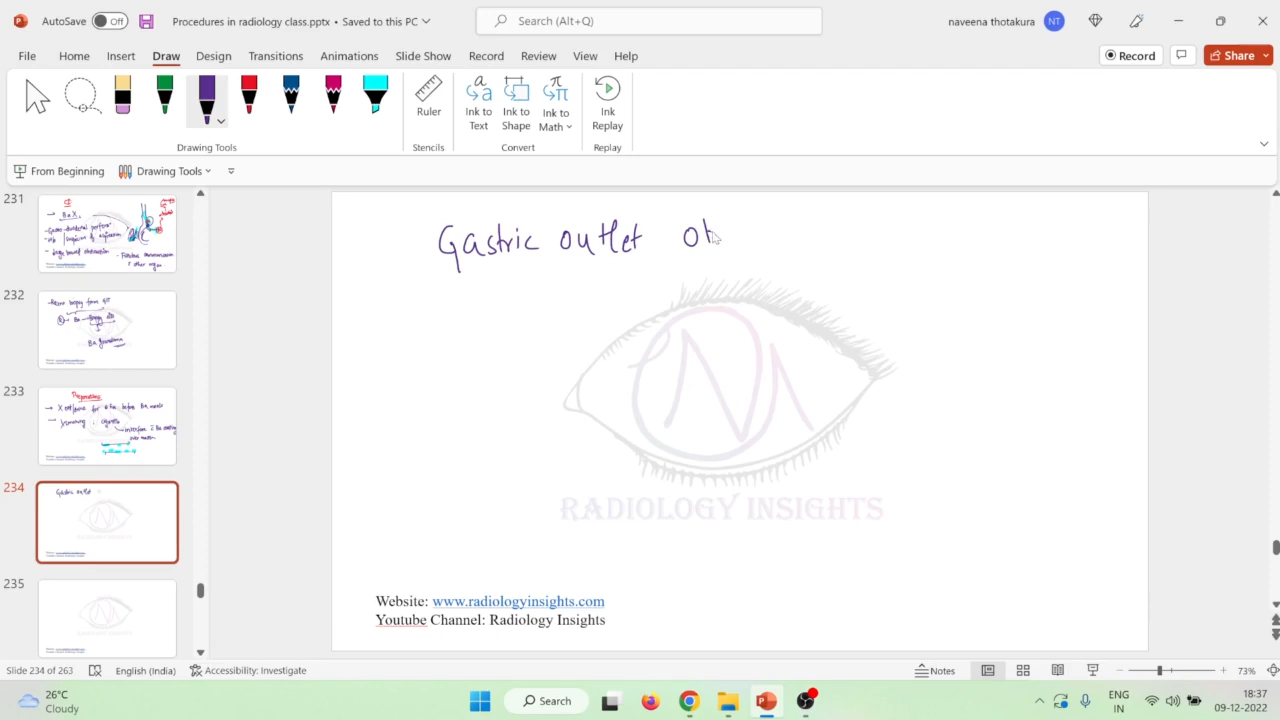 AutoSave Off Procedures in radiology class.pptx • Saved to this PC Search (Alt+Q) naveena thotakura NT
File Home Insert Draw Design Transitions Animations Slide Show Record Review View Help Record Share
Ruler Ink to Text Ink to Shape Ink to Math Ink Replay
Drawing Tools Stencils Convert Replay
From Beginning Drawing Tools
231
232
233
234
235
Gastric outlet
Gastric outlet ob
RADIOLOGY INSIGHTS
Website: www.radiologyinsights.com
Youtube Channel: Radiology Insights
Slide 234 of 263 English (India) Accessibility: Investigate Notes 73%
26°C
Cloudy
Search
ENG
IN
18:37
09-12-2022